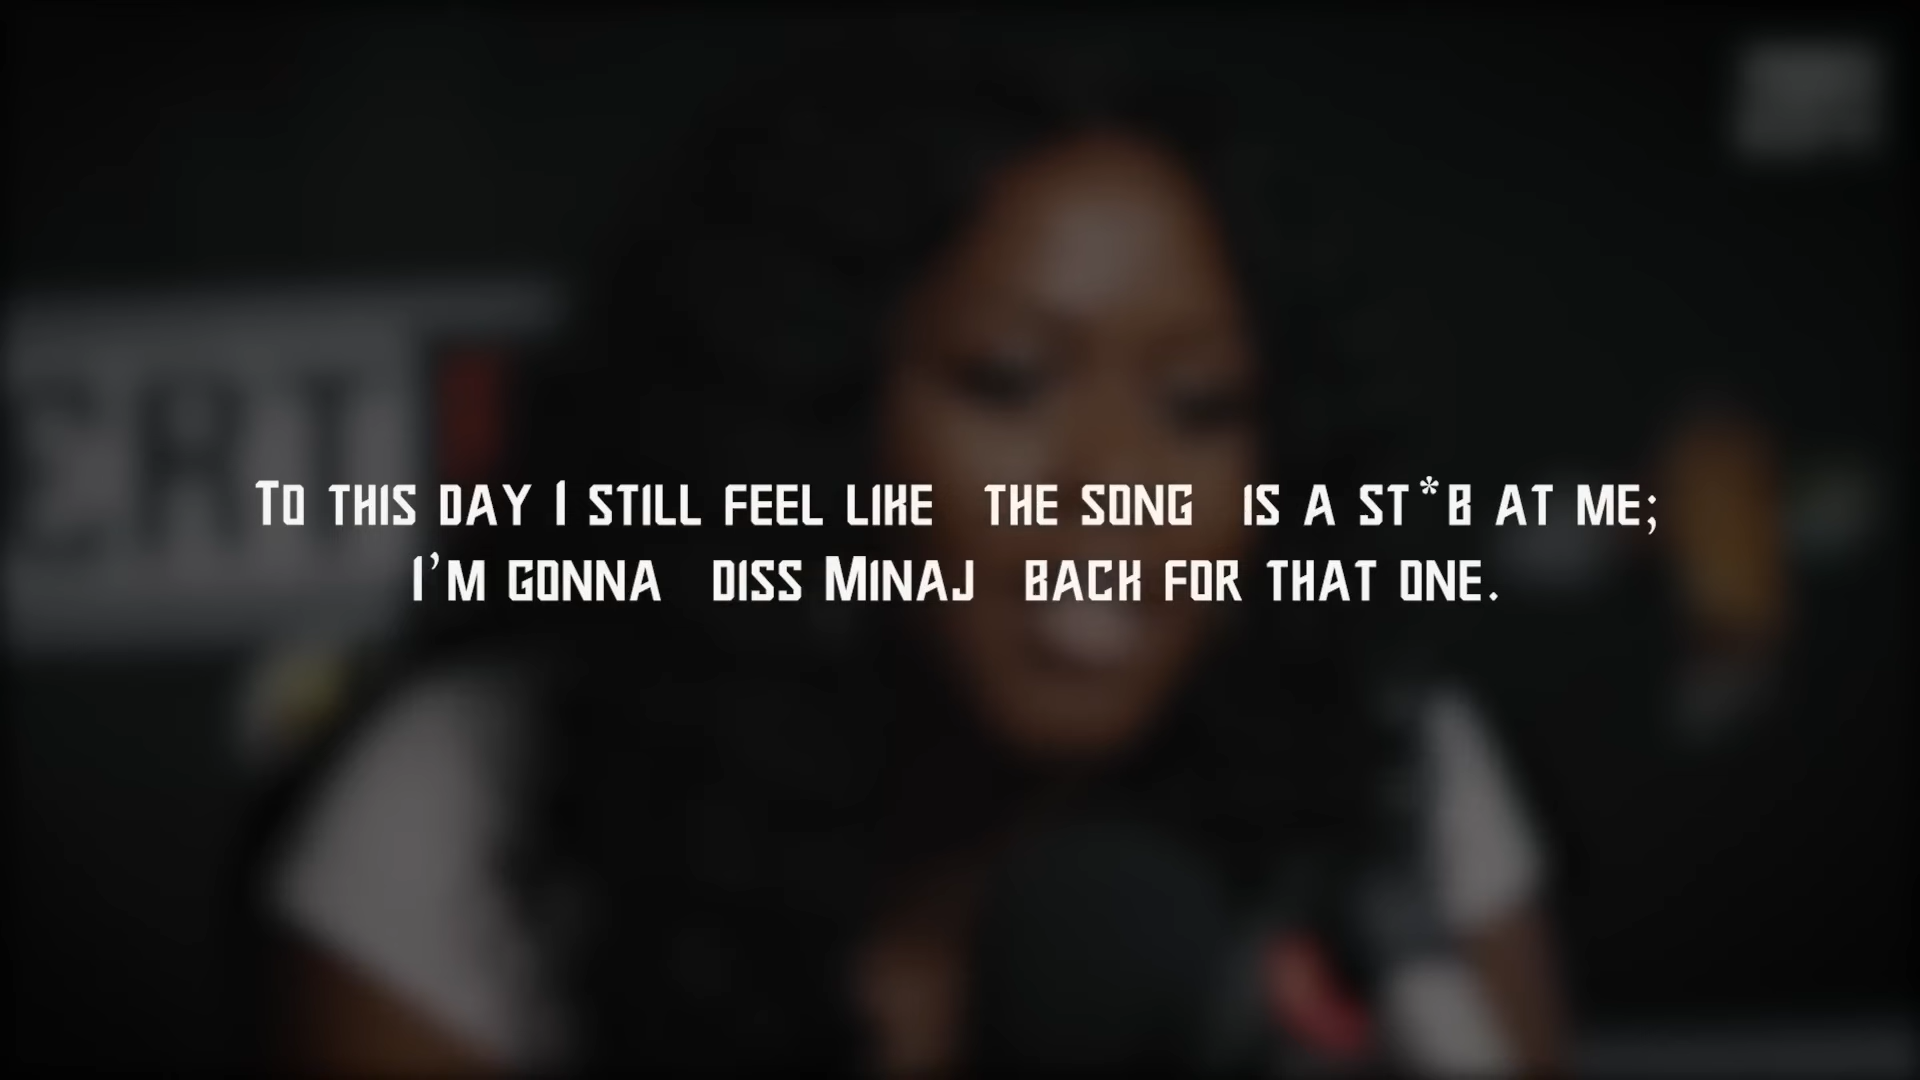 To this day I still feel like the song is a st*b at me;
I'm gonna diss Minaj back for that one.